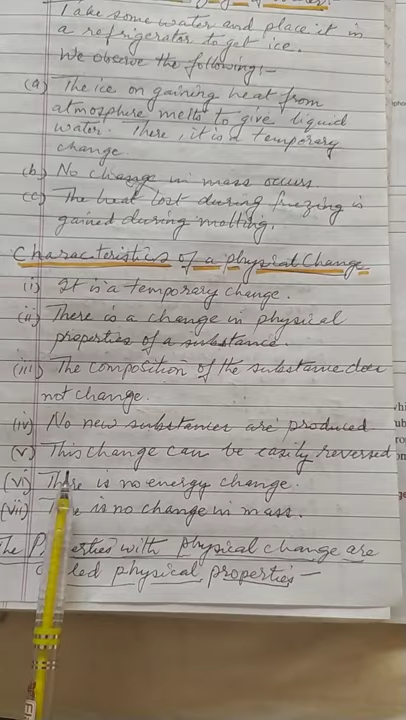 Take some water and place it in
a refrigerator to get ice.
We observe the following:-
(a) The ice on gaining heat from
atmosphere melts to give liquid
water. There, it is a temporary
change
(b) No change in mass occurs.
(c) The heat lost during freezing is
gained during melting.
Characteristics of a physical Change
(i) It is a temporary change.
(ii) There is a change in physical
properties of a substance.
(iii) The composition of the substance does
not change.
(iv) No new substances are produced
(v) This change can be easily reversed
(vi) There is no energy change.
(vii) is no change in mass.
The with physical change are
physical properties—